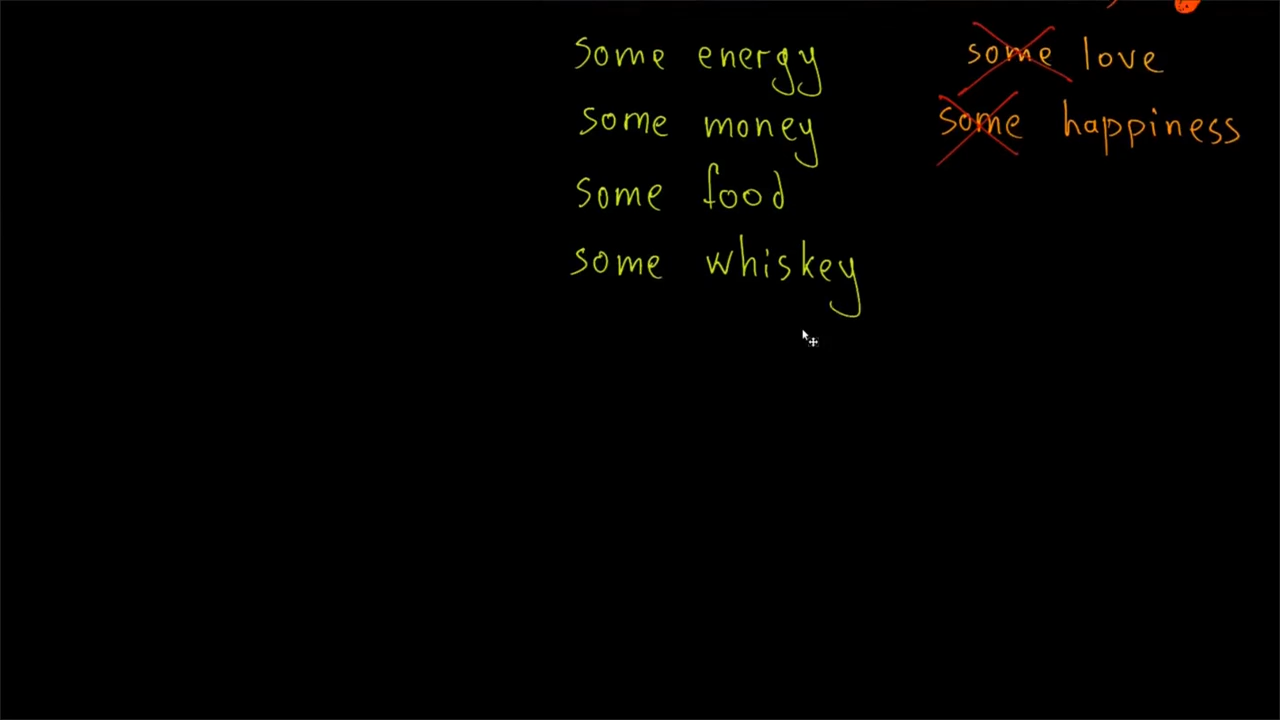 some energy
some money
some food
some whiskey
some love
some happiness